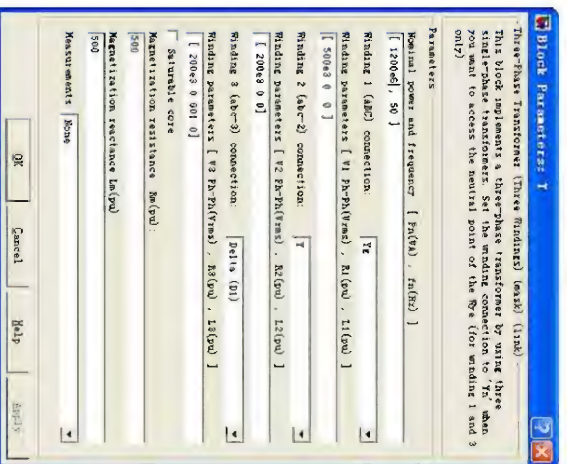 Block Parameters: T
Three-Phase Transformer (Three Windings) (mask) (link)
This block implements a three-phase transformer by using three
single-phase transformers. Set the winding connection to 'Yn' when
you want to access the neutral point of the Wye (for winding 1 and 3
only)
Parameters
Nominal power and frequency [ Pn(VA) , fn(Hz) ]
[ 1200e6 50 ]
Winding 1 (ABC) connection: Yg
Winding parameters [ V1 Ph-Ph(Vrms) , R1(pu) , L1(pu) ]
[ 500e3 0 0 ]
Winding 2 (abc-2) connection: Y
Winding parameters [ V2 Ph-Ph(Vrms) , R2(pu) , L2(pu) ]
[ 200e3 0 0]
Winding 3 (abc-3) connection: Delta (D1)
Winding parameters [ V3 Ph-Ph(Vrms) , R3(pu) , L3(pu) ]
[ 200e3 0 601 0]
Saturable core
Magnetization resistance Rm(pu):
500
Magnetization reactance Lm(pu)
500
Measurements None
OK Cancel Help Apply